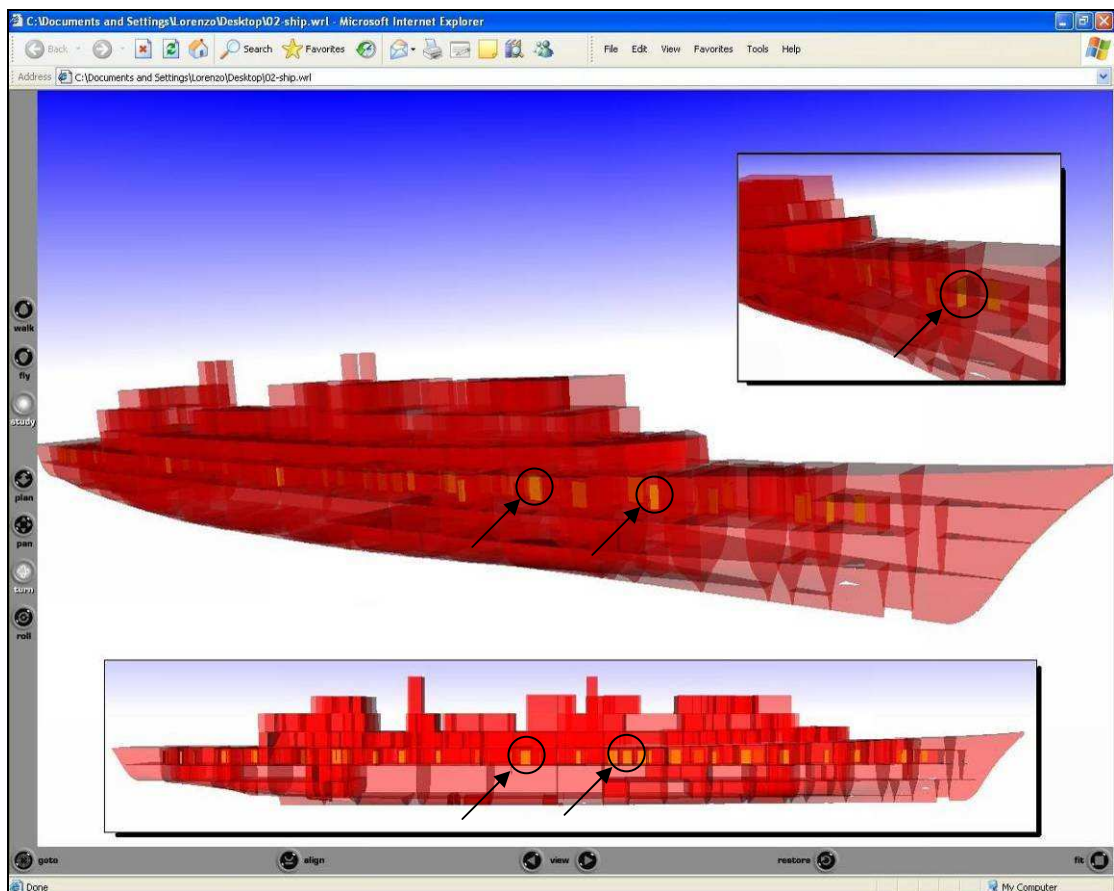 C:\Documents and Settings\Lorenzo\Desktop\02-ship.wrl - Microsoft Internet Explorer
Back Search Favorites File Edit View Favorites Tools Help
Address C:\Documents and Settings\Lorenzo\Desktop\02-ship.wrl
walk
fly
study
plan
pan
turn
roll
goto align view restore fit
Done My Computer